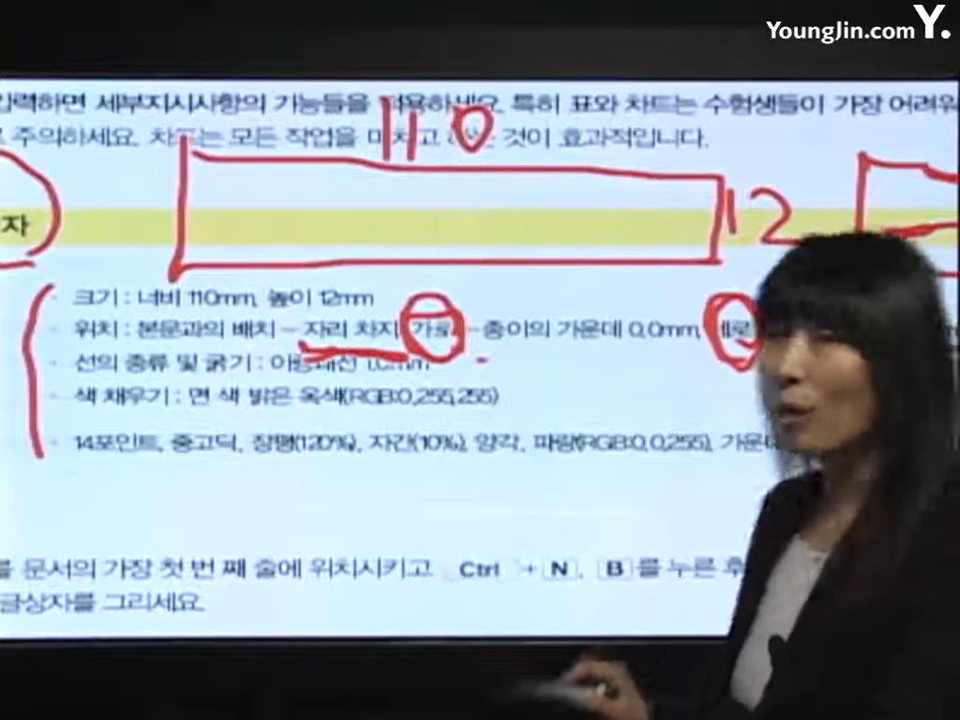 YoungJin.com Y.
입력하면 세부지시사항의 기능들을 적용하세요. 특히 표와 차트는 수험생들이 가장 어려워
주의하세요. 차트는 모든 작업을 마치고 것이 효과적입니다.
110
자
12
크기 : 너비 110mm, 높이 12mm
위치 : 본문과의 배치 - 자리 차지, 가로 - 종이의 가운데 0.0mm, 세로
선의 종류 및 굵기 : 이중실선 1.0mm
색 채우기 : 면 색 밝은 옥색(RGB:0,255,255)
14포인트, 중고딕, 장평(120%), 자간(10%), 양각, 파랑(RGB:0,0,255), 가운데
를 문서의 가장 첫 번 째 줄에 위치시키고 Ctrl + N, B 를 누른 후
글상자를 그리세요.